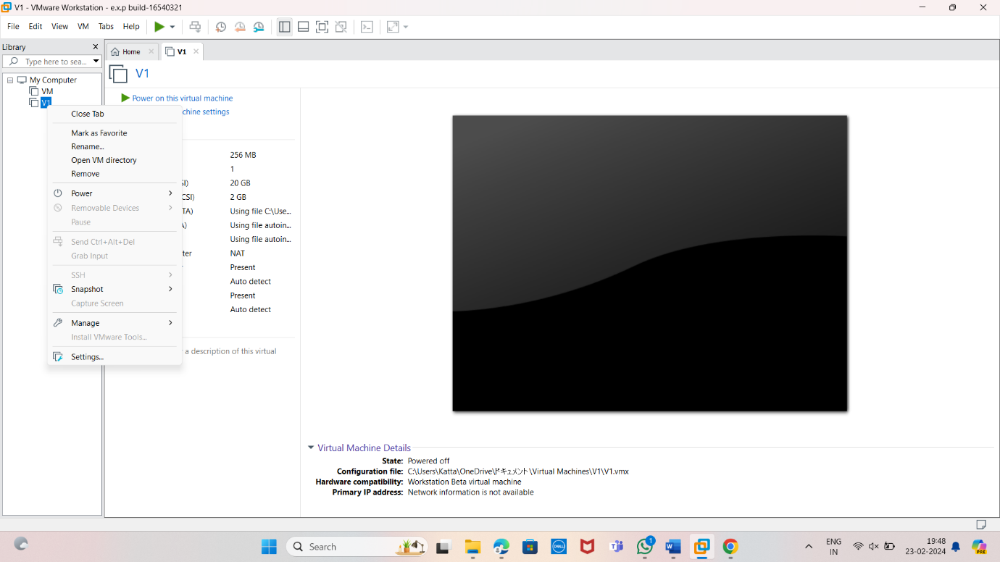 V1 - VMware Workstation - e.x.p build-16540321
File Edit View VM Tabs Help
Library
Type here to sea...
My Computer
VM
V1
Home
V1
V1
Power on this virtual machine
chine settings
Close Tab
Mark as Favorite
Rename...
Open VM directory
Remove
Power
Removable Devices
Pause
Send Ctrl+Alt+Del
Grab Input
SSH
Snapshot
Capture Screen
Manage
Install VMware Tools...
Settings...
256 MB
1
SI) 20 GB
CSI) 2 GB
TA) Using file C:\Use...
A) Using file autoin...
Using file autoin...
ter NAT
Present
Auto detect
Present
Auto detect
a description of this virtual
Virtual Machine Details
State: Powered off
Configuration file: C:\Users\Katta\OneDrive\ドキュメント\Virtual Machines\V1\V1.vmx
Hardware compatibility: Workstation Beta virtual machine
Primary IP address: Network information is not available
Search
DELL
1
W
ENG
IN
19:48
23-02-2024
PRE